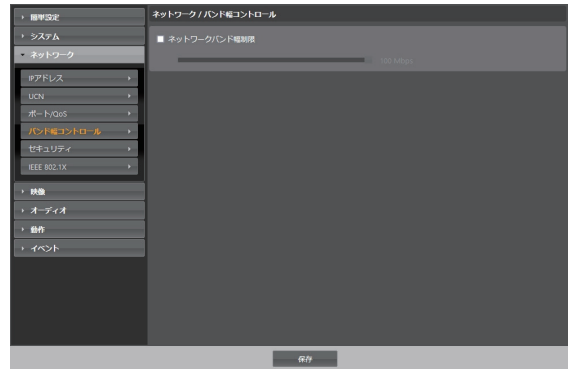 簡単設定
システム
ネットワーク
IPアドレス
UCN
ポート/QoS
バンド幅コントロール
セキュリティ
IEEE 802.1X
映像
オーディオ
動作
イベント
ネットワーク / バンド幅コントロール
ネットワークバンド幅制限
100 Mbps
保存